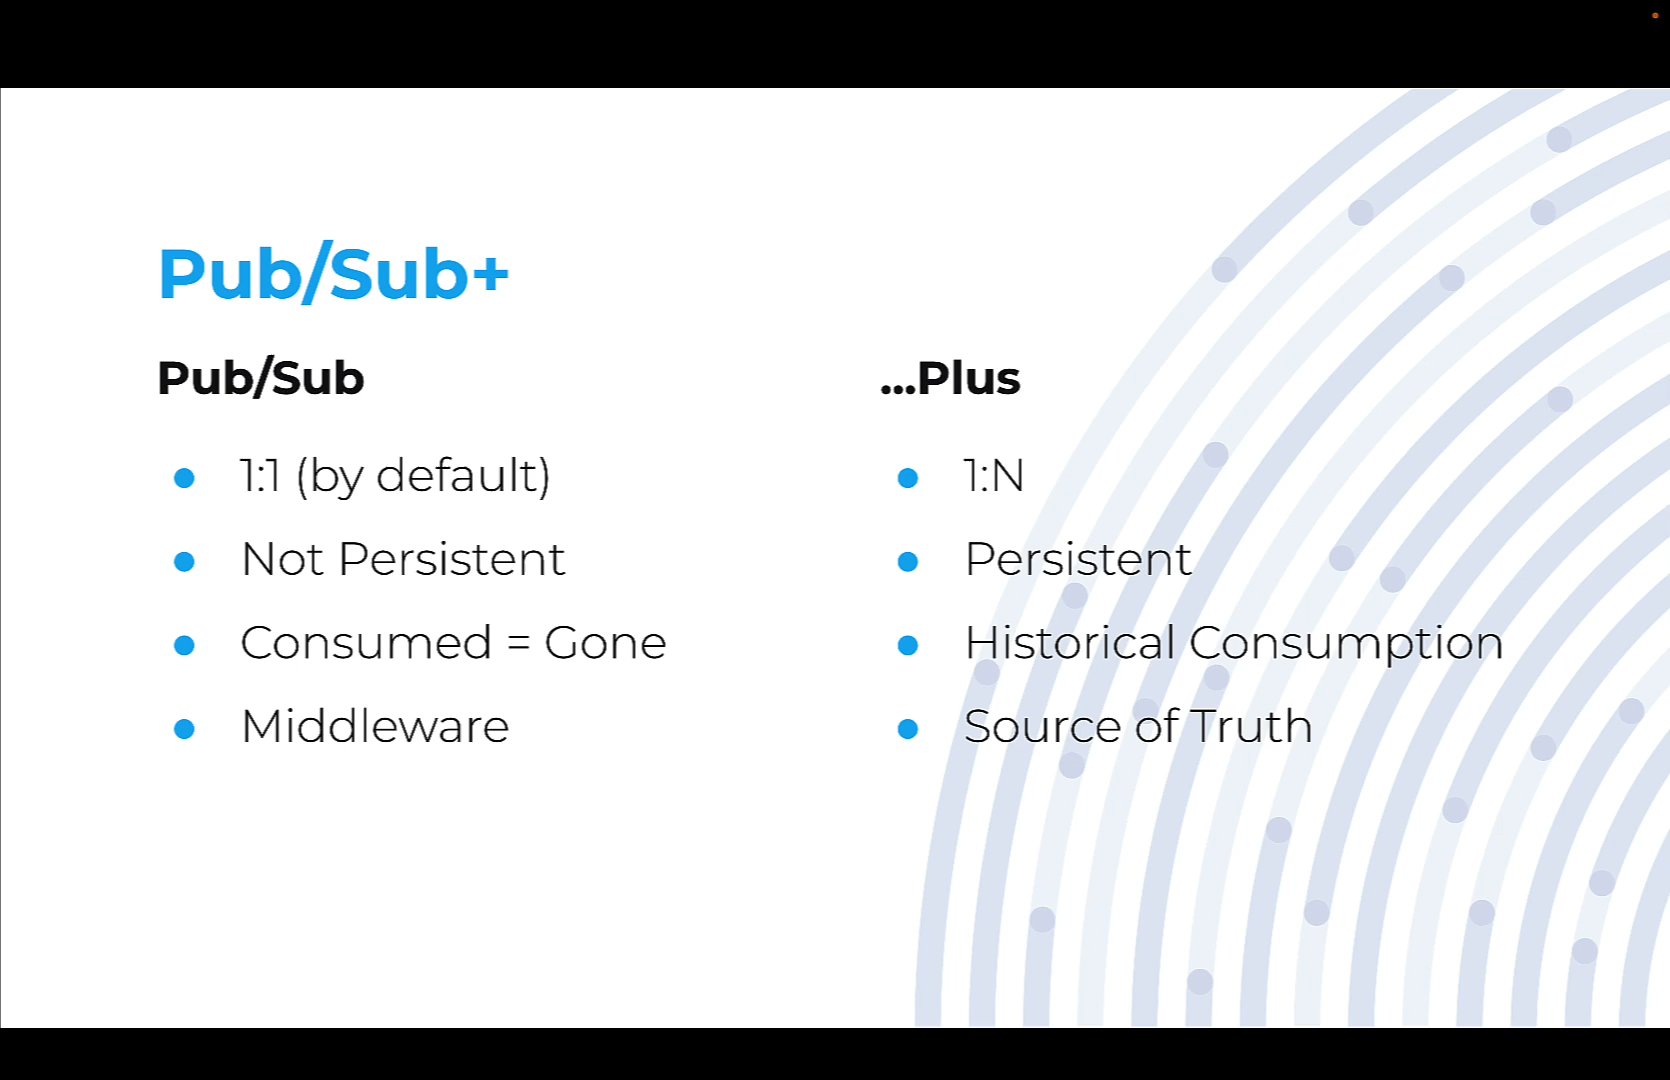 Pub/Sub+
Pub/Sub
1:1 (by default)
Not Persistent
Consumed = Gone
Middleware
...Plus
1:N
Persistent
Historical Consumption
Source of Truth